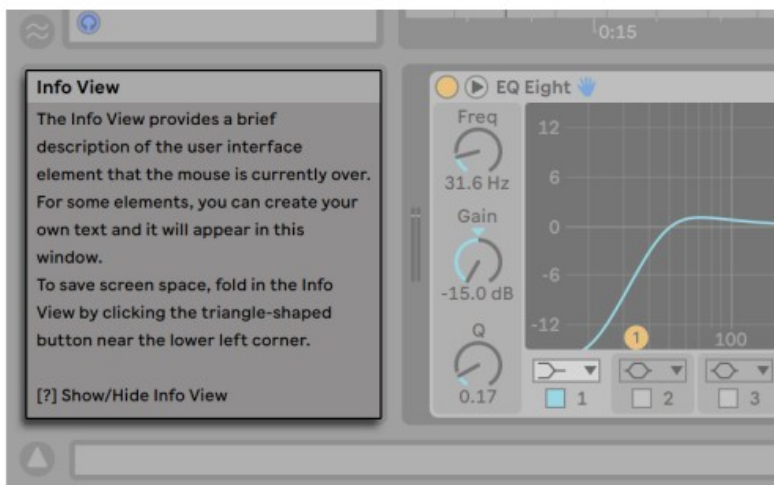 0:15
Info View
The Info View provides a brief
description of the user interface
element that the mouse is currently over.
For some elements, you can create your
own text and it will appear in this
window.
To save screen space, fold in the Info
View by clicking the triangle-shaped
button near the lower left corner.
[?] Show/Hide Info View
EQ Eight
Freq
31.6 Hz
Gain
-15.0 dB
Q
0.17
12
6
0
-6
-12
1
100
1
2
3